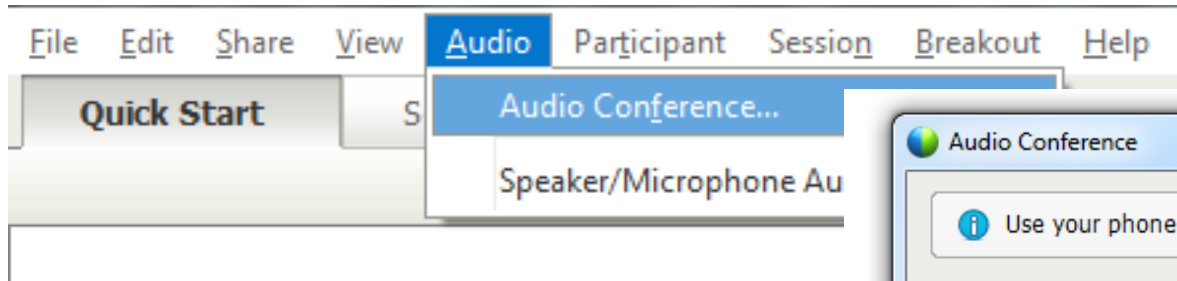 File Edit Share View Audio Participant Session Breakout Help
Quick Start S
Audio Conference...
Speaker/Microphone Au
Audio Conference
Use your phone